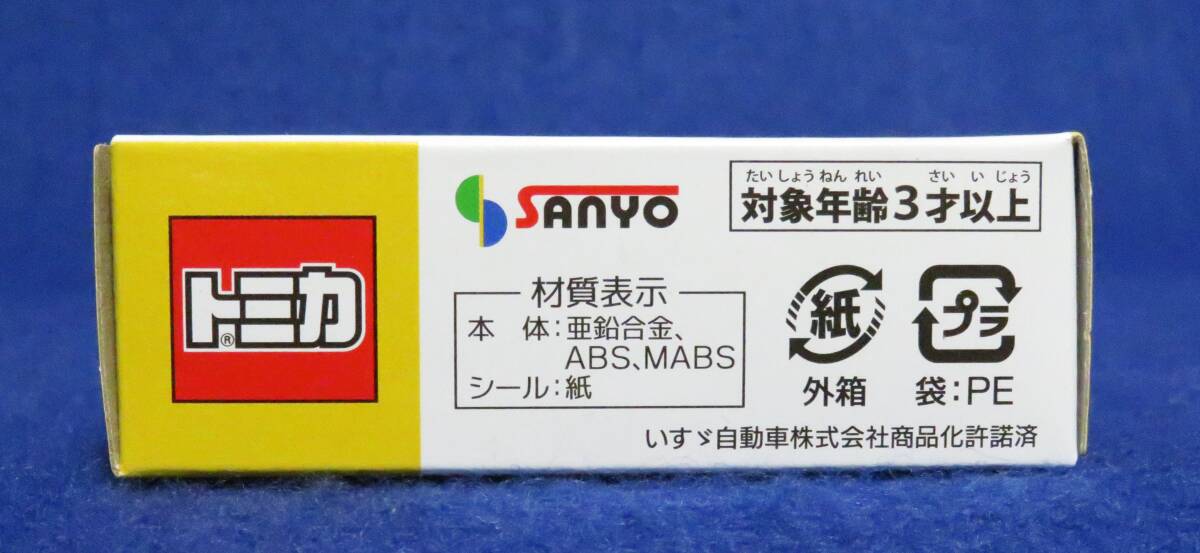 トミカ®
SANYO
たいしょうねんれい さいいじょう
対象年齢3才以上
材質表示
本 体:亜鉛合金、
ABS、MABS
シール:紙
紙
外箱
プラ
袋:PE
いすゞ自動車株式会社商品化許諾済